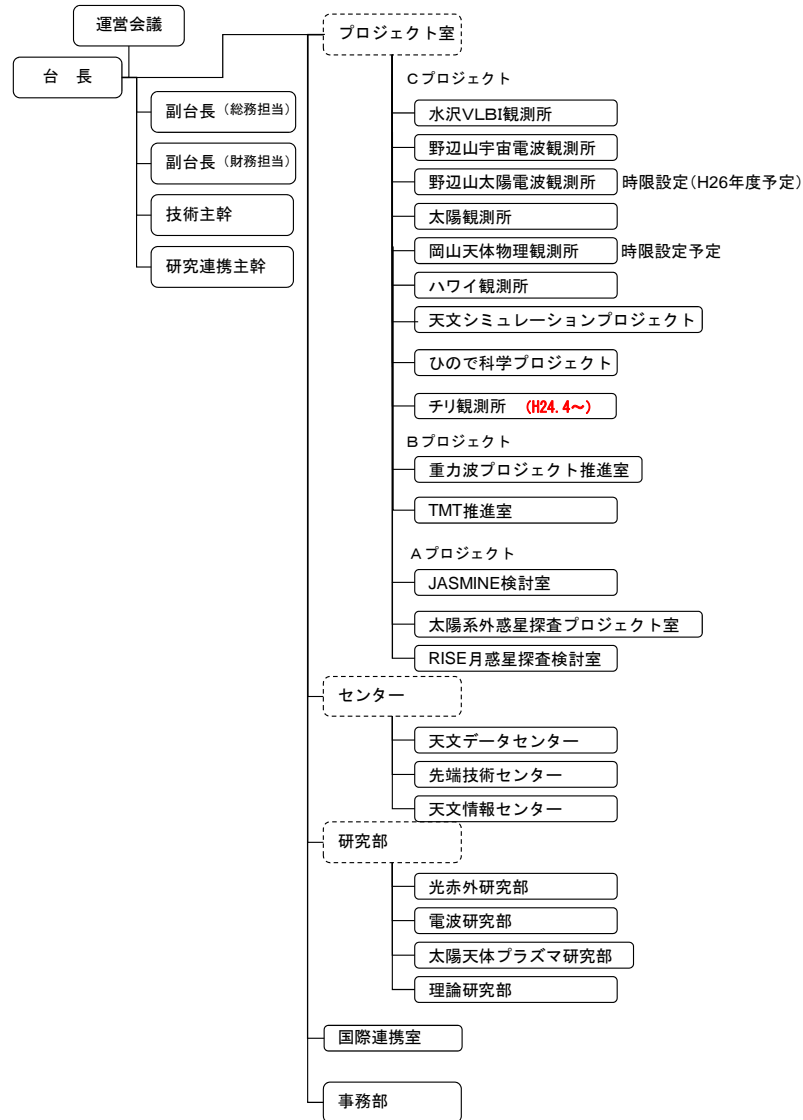 運営会議
台　長
副台長（総務担当）
副台長（財務担当）
技術主幹
研究連携主幹
プロジェクト室
Ｃプロジェクト
水沢VLBI観測所
野辺山宇宙電波観測所
野辺山太陽電波観測所 時限設定（H26年度予定）
太陽観測所
岡山天体物理観測所 時限設定予定
ハワイ観測所
天文シミュレーションプロジェクト
ひので科学プロジェクト
チリ観測所　(H24.4～)
Ｂプロジェクト
重力波プロジェクト推進室
TMT推進室
Ａプロジェクト
JASMINE検討室
太陽系外惑星探査プロジェクト室
RISE月惑星探査検討室
センター
天文データセンター
先端技術センター
天文情報センター
研究部
光赤外研究部
電波研究部
太陽天体プラズマ研究部
理論研究部
国際連携室
事務部